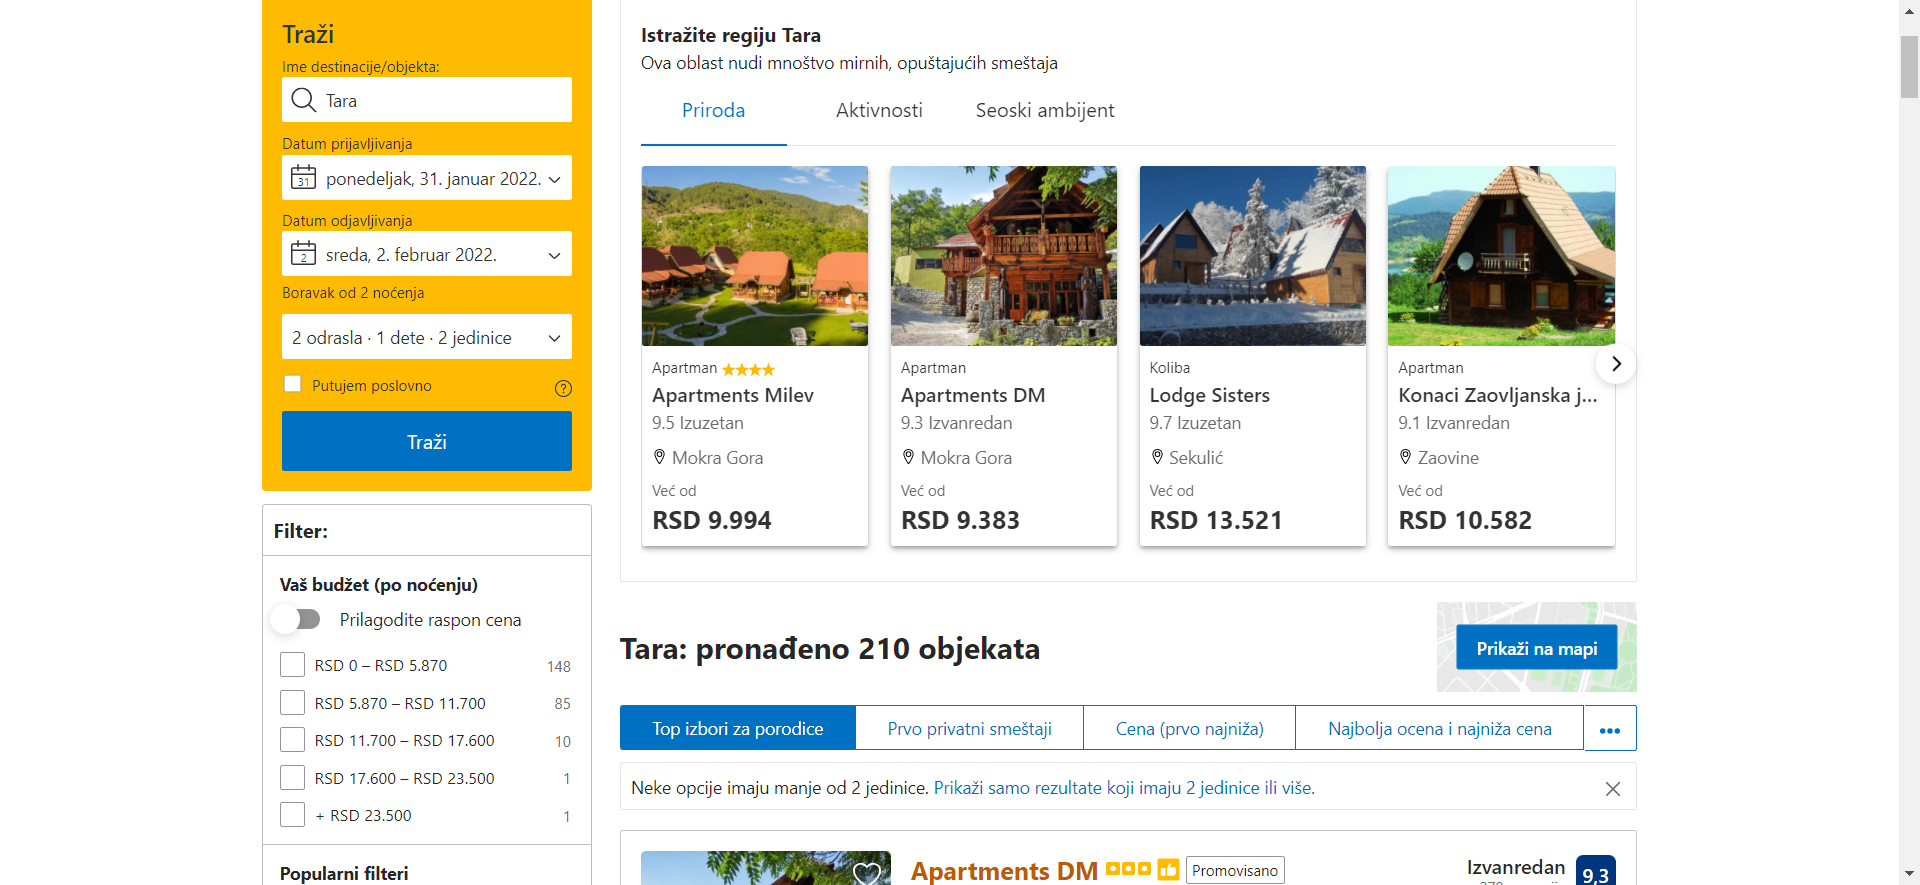 Traži
Ime destinacije/objekta:
Tara
Datum prijavljivanja
31
ponedeljak, 31. januar 2022.
Datum odjavljivanja
2
sreda, 2. februar 2022.
Boravak od 2 noćenja
2 odrasla · 1 dete · 2 jedinice
Putujem poslovno
?
Traži
Filter:
Vaš budžet (po noćenju)
Prilagodite raspon cena
RSD 0 – RSD 5.870 148
RSD 5.870 – RSD 11.700 85
RSD 11.700 – RSD 17.600 10
RSD 17.600 – RSD 23.500 1
+ RSD 23.500 1
Popularni filteri
Istražite regiju Tara
Ova oblast nudi mnoštvo mirnih, opuštajućih smeštaja
Priroda Aktivnosti Seoski ambijent
Apartman
Apartments Milev
9.5 Izuzetan
Mokra Gora
Već od
RSD 9.994
Apartman
Apartments DM
9.3 Izvanredan
Mokra Gora
Već od
RSD 9.383
Koliba
Lodge Sisters
9.7 Izuzetan
Sekulić
Već od
RSD 13.521
Apartman
Konaci Zaovljanska j...
9.1 Izvanredan
Zaovine
Već od
RSD 10.582
Tara: pronađeno 210 objekata
Prikaži na mapi
Top izbori za porodice Prvo privatni smeštaji Cena (prvo najniža) Najbolja ocena i najniža cena
Neke opcije imaju manje od 2 jedinice. Prikaži samo rezultate koji imaju 2 jedinice ili više.
Apartments DM Promovisano
Izvanredan 9,3